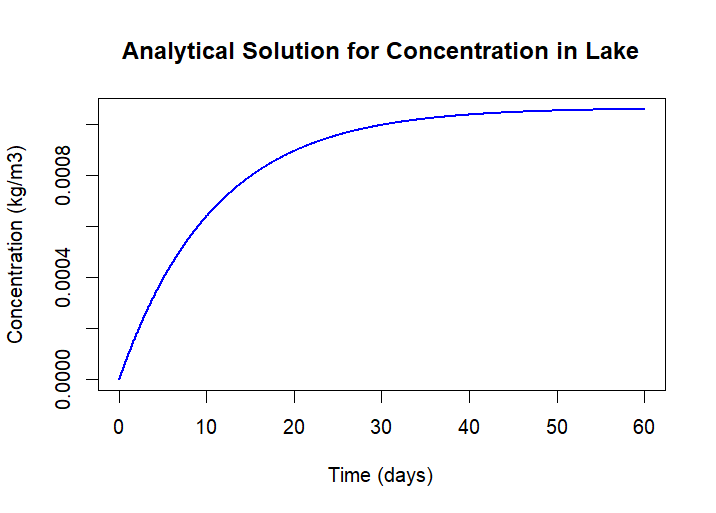 Analytical Solution for Concentration in Lake
Concentration (kg/m3)
0.0008
0.0004
0.0000
0 10 20 30 40 50 60
Time (days)